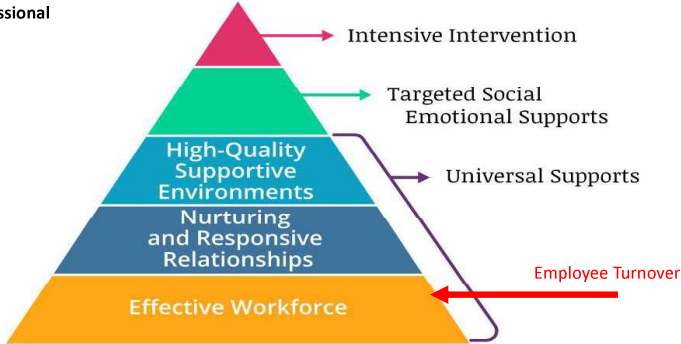 ssional
Intensive Intervention
Targeted Social
Emotional Supports
High-Quality
Supportive
Environments
Universal Supports
Nurturing
and Responsive
Relationships
Employee Turnover
Effective Workforce